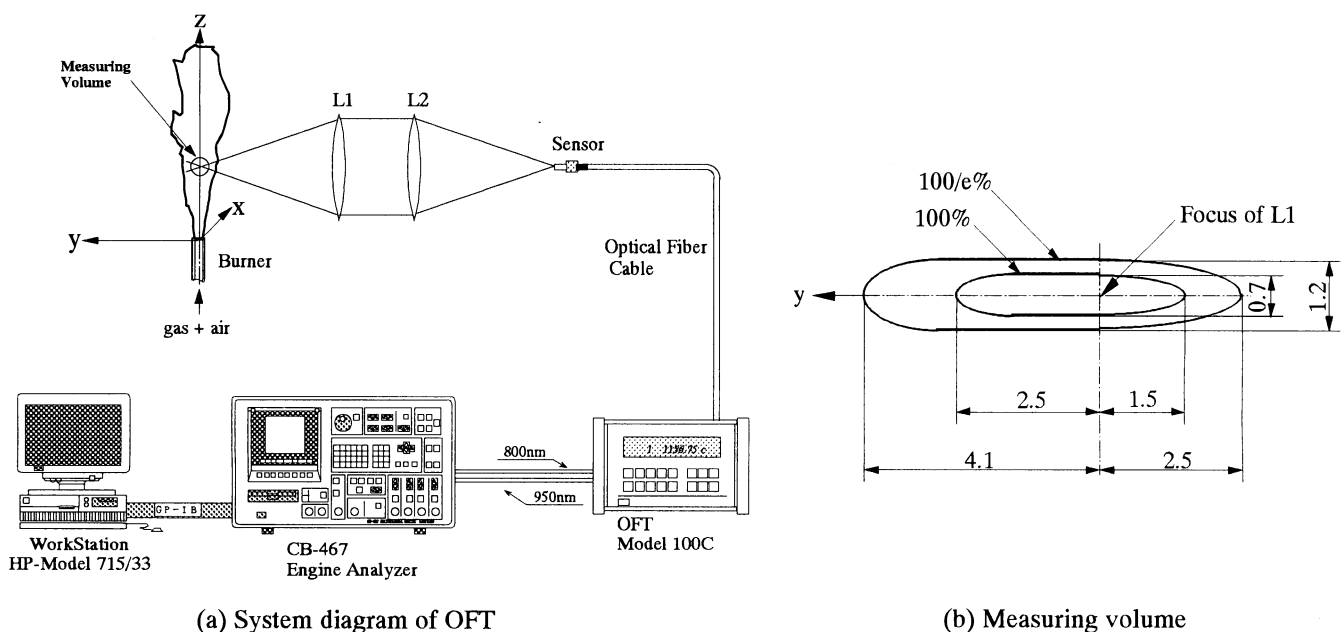 z
Measuring
Volume
L1
L2
Sensor
x
y
Burner
gas + air
Optical Fiber
Cable
800nm
950nm
GP-IB
WorkStation
HP-Model 715/33
CB-467
Engine Analyzer
OFT
Model 100C
(a) System diagram of OFT
100/e%
100%
Focus of L1
y
0.7
1.2
2.5
1.5
4.1
2.5
(b) Measuring volume